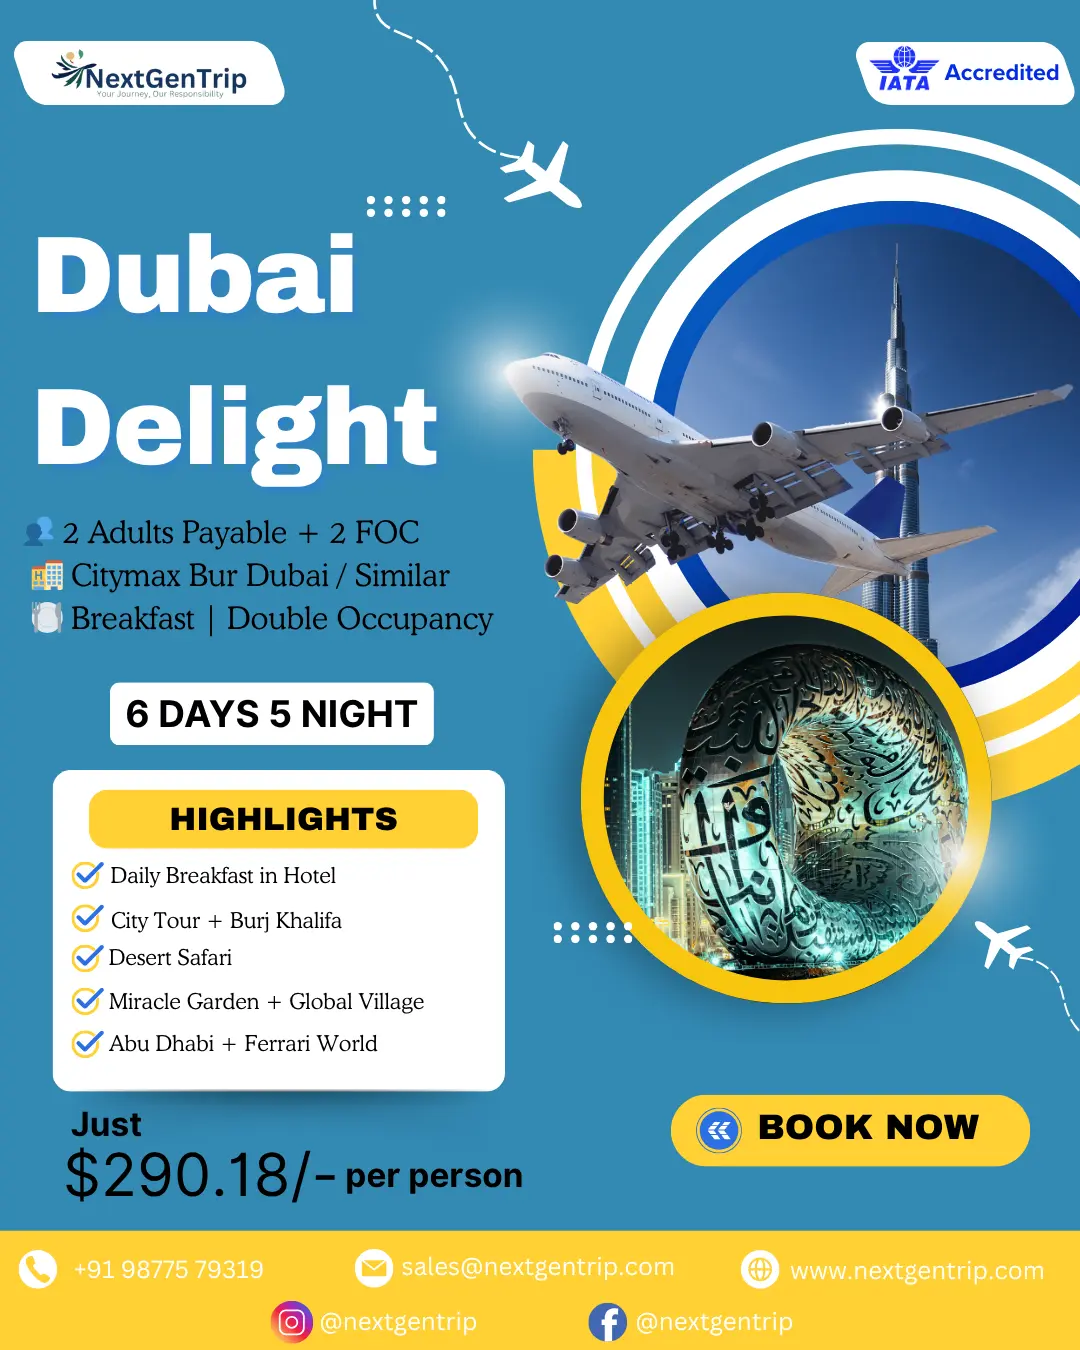 NextGenTrip
Your Journey, Our Responsibility
IATA Accredited
Dubai
Delight
2 Adults Payable + 2 FOC
Citymax Bur Dubai / Similar
Breakfast | Double Occupancy
6 DAYS 5 NIGHT
HIGHLIGHTS
Daily Breakfast in Hotel
City Tour + Burj Khalifa
Desert Safari
Miracle Garden + Global Village
Abu Dhabi + Ferrari World
Just
$290.18/- per person
BOOK NOW
+91 98775 79319
sales@nextgentrip.com
www.nextgentrip.com
@nextgentrip
@nextgentrip